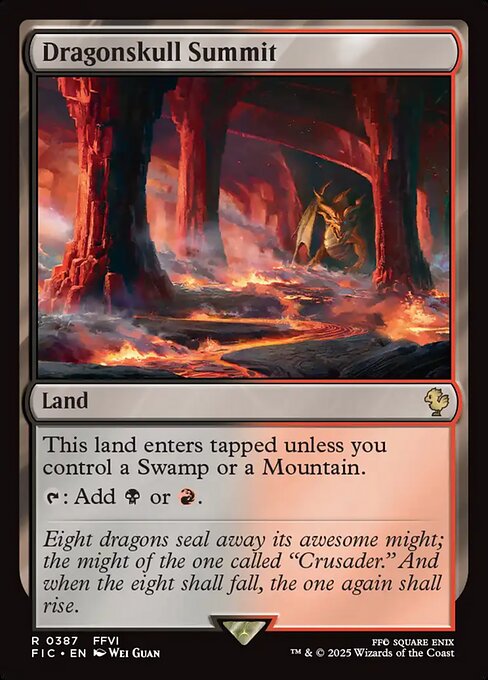 Dragonskull Summit
Land
This land enters tapped unless you
control a Swamp or a Mountain.
: Add or .
Eight dragons seal away its awesome might;
the might of the one called “Crusader.” And
when the eight shall fall, the one again shall
rise.
R 0387 FFVI
FIC • EN Wei Guan
FF© SQUARE ENIX
™ & © 2025 Wizards of the Coast